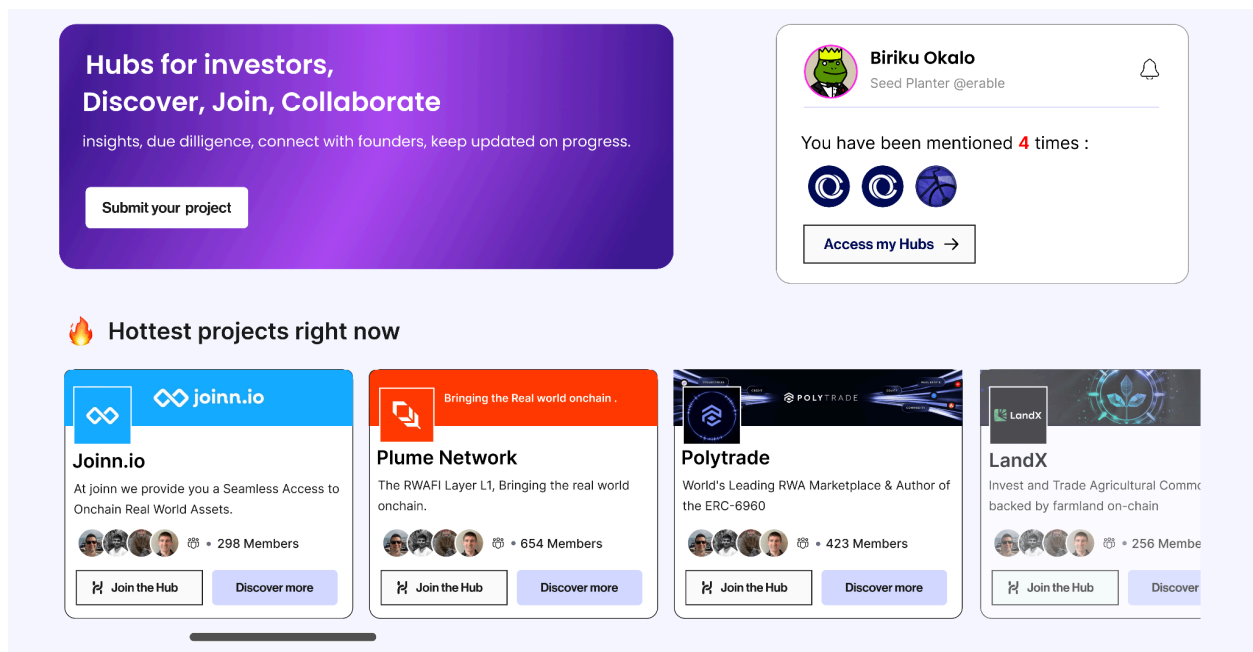 Hubs for investors,
Discover, Join, Collaborate
insights, due dilligence, connect with founders, keep updated on progress.
Submit your project
Biriku Okalo
Seed Planter @erable
You have been mentioned 4 times :
Access my Hubs
Hottest projects right now
joinn.io
Joinn.io
At joinn we provide you a Seamless Access to
Onchain Real World Assets.
298 Members
Join the Hub
Discover more
Bringing the Real world onchain .
Plume Network
The RWAFI Layer L1, Bringing the real world
onchain.
654 Members
Join the Hub
Discover more
POLYTRADE
Polytrade
World's Leading RWA Marketplace & Author of
the ERC-6960
423 Members
Join the Hub
Discover more
LandX
LandX
Invest and Trade Agricultural Commo
backed by farmland on-chain
256 Membe
Join the Hub
Discover